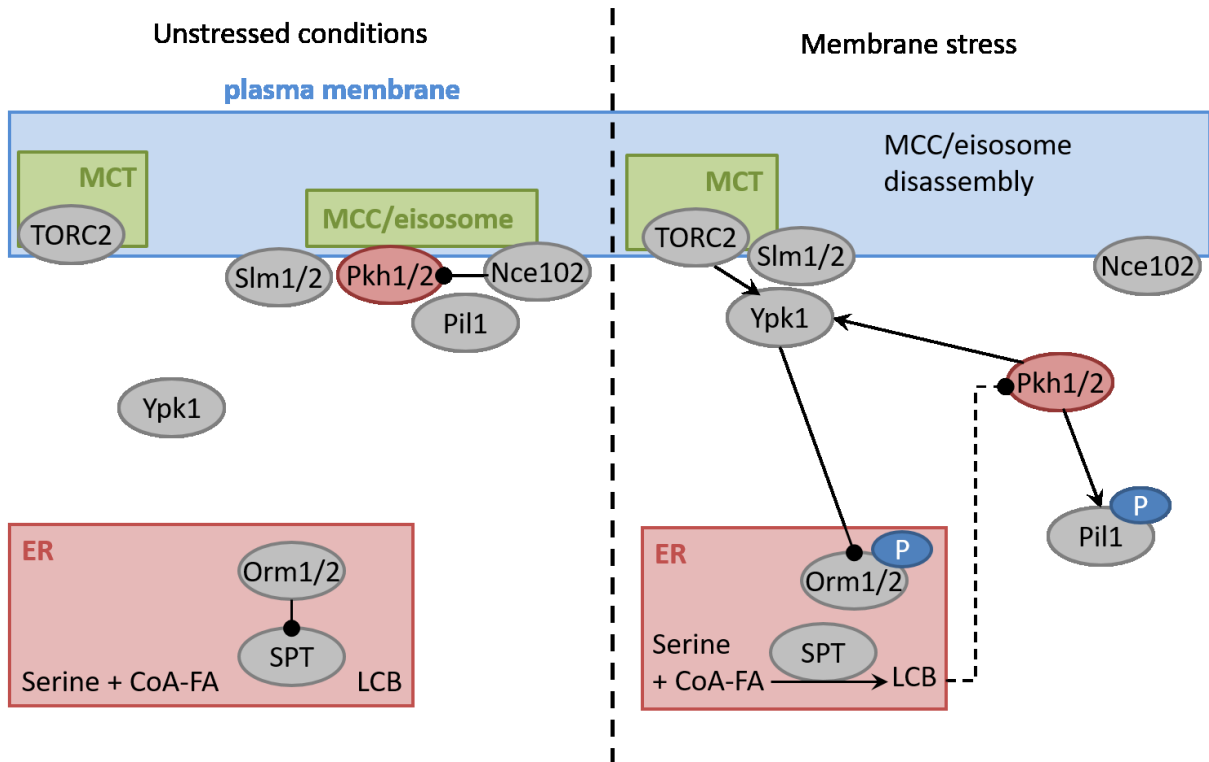 Unstressed conditions
plasma membrane
MCT
TORC2
MCC/eisosome
Slm1/2
Pkh1/2
Nce102
Pil1
Ypk1
ER
Orm1/2
SPT
Serine + CoA-FA
LCB
Membrane stress
MCC/eisosome
disassembly
MCT
TORC2
Slm1/2
Nce102
Ypk1
Pkh1/2
P
Pil1
ER
P
Orm1/2
Serine
+ CoA-FA
SPT
LCB